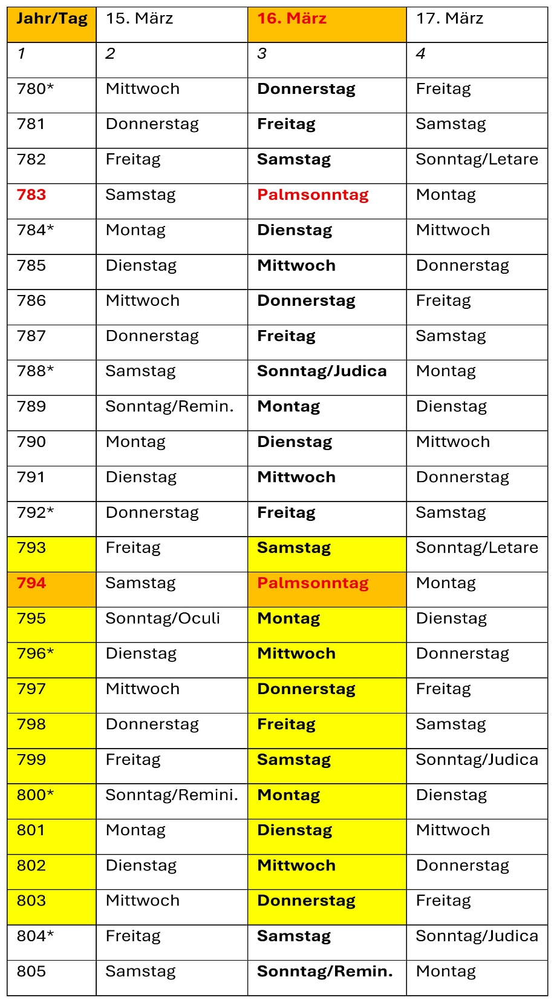 Jahr/Tag 15. März 16. März 17. März
1 2 3 4
780* Mittwoch Donnerstag Freitag
781 Donnerstag Freitag Samstag
782 Freitag Samstag Sonntag/Letare
783 Samstag Palmsonntag Montag
784* Montag Dienstag Mittwoch
785 Dienstag Mittwoch Donnerstag
786 Mittwoch Donnerstag Freitag
787 Donnerstag Freitag Samstag
788* Samstag Sonntag/Judica Montag
789 Sonntag/Remin. Montag Dienstag
790 Montag Dienstag Mittwoch
791 Dienstag Mittwoch Donnerstag
792* Donnerstag Freitag Samstag
793 Freitag Samstag Sonntag/Letare
794 Samstag Palmsonntag Montag
795 Sonntag/Oculi Montag Dienstag
796* Dienstag Mittwoch Donnerstag
797 Mittwoch Donnerstag Freitag
798 Donnerstag Freitag Samstag
799 Freitag Samstag Sonntag/Judica
800* Sonntag/Remini. Montag Dienstag
801 Montag Dienstag Mittwoch
802 Dienstag Mittwoch Donnerstag
803 Mittwoch Donnerstag Freitag
804* Freitag Samstag Sonntag/Judica
805 Samstag Sonntag/Remin. Montag